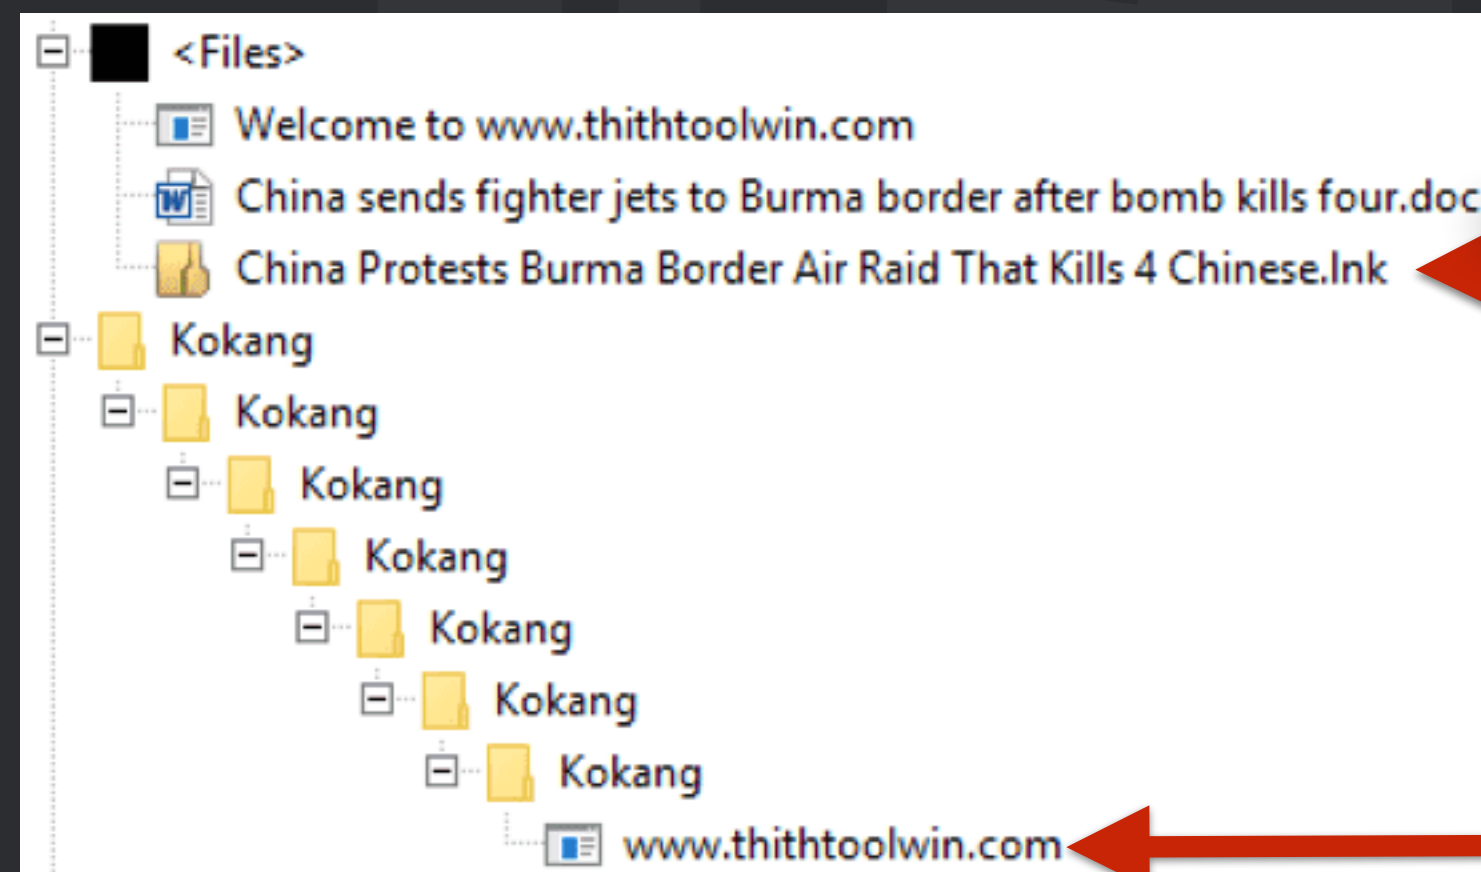 <Files>
Welcome to www.thithtoolwin.com
China sends fighter jets to Burma border after bomb kills four.doc
China Protests Burma Border Air Raid That Kills 4 Chinese.lnk
Kokang
Kokang
Kokang
Kokang
Kokang
Kokang
Kokang
www.thithtoolwin.com